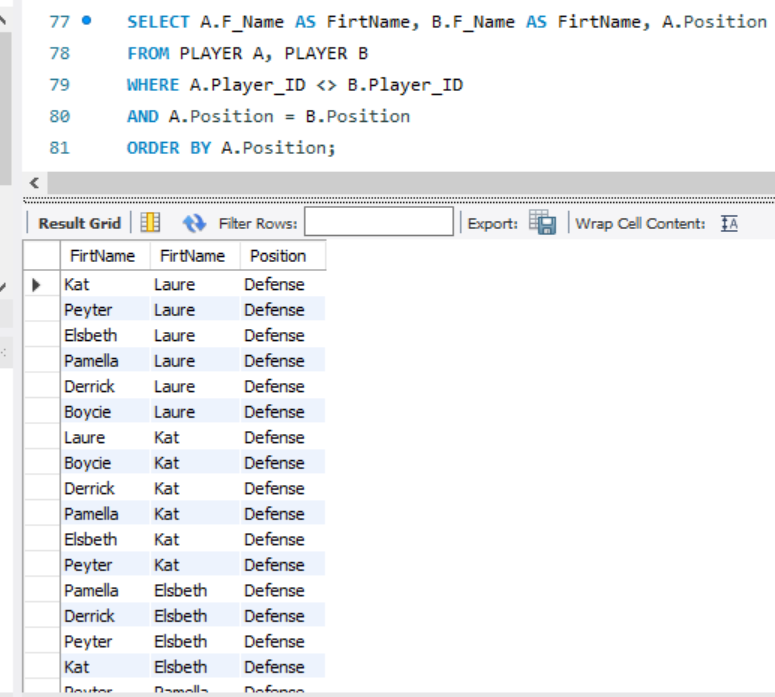 77 SELECT A.F_Name AS FirtName, B.F_Name AS FirtName, A.Position
78 FROM PLAYER A, PLAYER B
79 WHERE A.Player_ID <> B.Player_ID
80 AND A.Position = B.Position
81 ORDER BY A.Position;
Result Grid Filter Rows: Export: Wrap Cell Content:
FirtName FirtName Position
Kat Laure Defense
Peyter Laure Defense
Elsbeth Laure Defense
Pamella Laure Defense
Derrick Laure Defense
Boycie Laure Defense
Laure Kat Defense
Boycie Kat Defense
Derrick Kat Defense
Pamella Kat Defense
Elsbeth Kat Defense
Peyter Kat Defense
Pamella Elsbeth Defense
Derrick Elsbeth Defense
Peyter Elsbeth Defense
Kat Elsbeth Defense
Peyter Pamella Defense